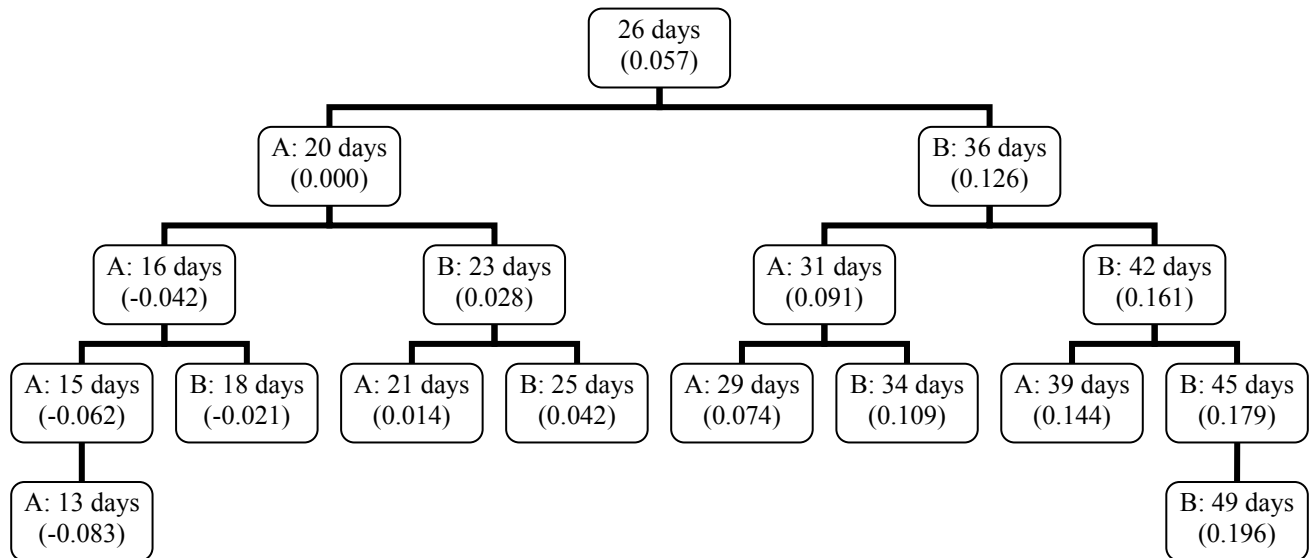 26 days
(0.057)
A: 20 days
(0.000)
B: 36 days
(0.126)
A: 16 days
(-0.042)
B: 23 days
(0.028)
A: 31 days
(0.091)
B: 42 days
(0.161)
A: 15 days
(-0.062)
B: 18 days
(-0.021)
A: 21 days
(0.014)
B: 25 days
(0.042)
A: 29 days
(0.074)
B: 34 days
(0.109)
A: 39 days
(0.144)
B: 45 days
(0.179)
A: 13 days
(-0.083)
B: 49 days
(0.196)